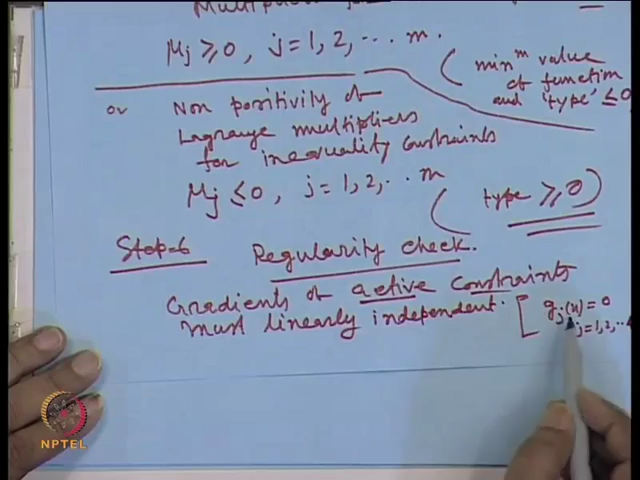 μj ≥ 0, j = 1, 2, ... m.
(min^m value
of function
and 'type' ≤ 0
or Non positivity of
Lagrange multipliers
for inequality constraints
μj ≤ 0, j = 1, 2, .. m
(type ≥ 0)
Step-6 Regularity check.
Gradients of active constraints
must linearly independent. [gj(x) = 0
j = 1, 2, ..
NPTEL